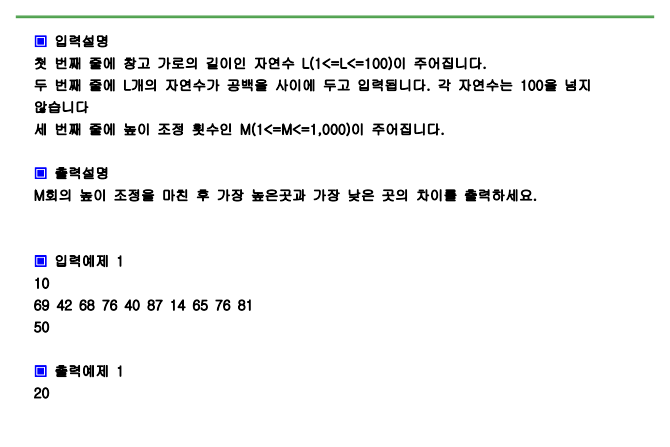 입력설명
첫 번째 줄에 창고 가로의 길이인 자연수 L(1<=L<=100)이 주어집니다.
두 번째 줄에 L개의 자연수가 공백을 사이에 두고 입력됩니다. 각 자연수는 100을 넘지
않습니다
세 번째 줄에 높이 조정 횟수인 M(1<=M<=1,000)이 주어집니다.
출력설명
M회의 높이 조정을 마친 후 가장 높은곳과 가장 낮은 곳의 차이를 출력하세요.
입력예제 1
10
69 42 68 76 40 87 14 65 76 81
50
출력예제 1
20